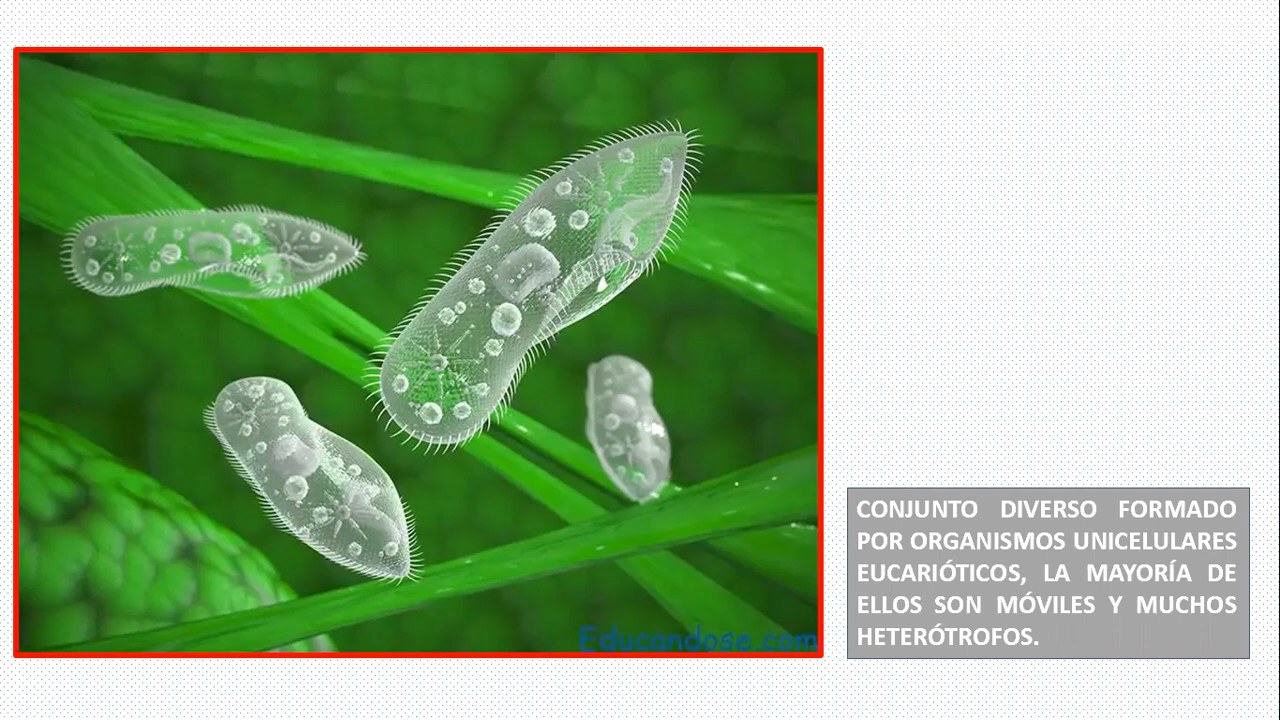 CONJUNTO DIVERSO FORMADO
POR ORGANISMOS UNICELULARES
EUCARIÓTICOS, LA MAYORÍA DE
ELLOS SON MÓVILES Y MUCHOS
HETERÓTROFOS.
Educandose.com